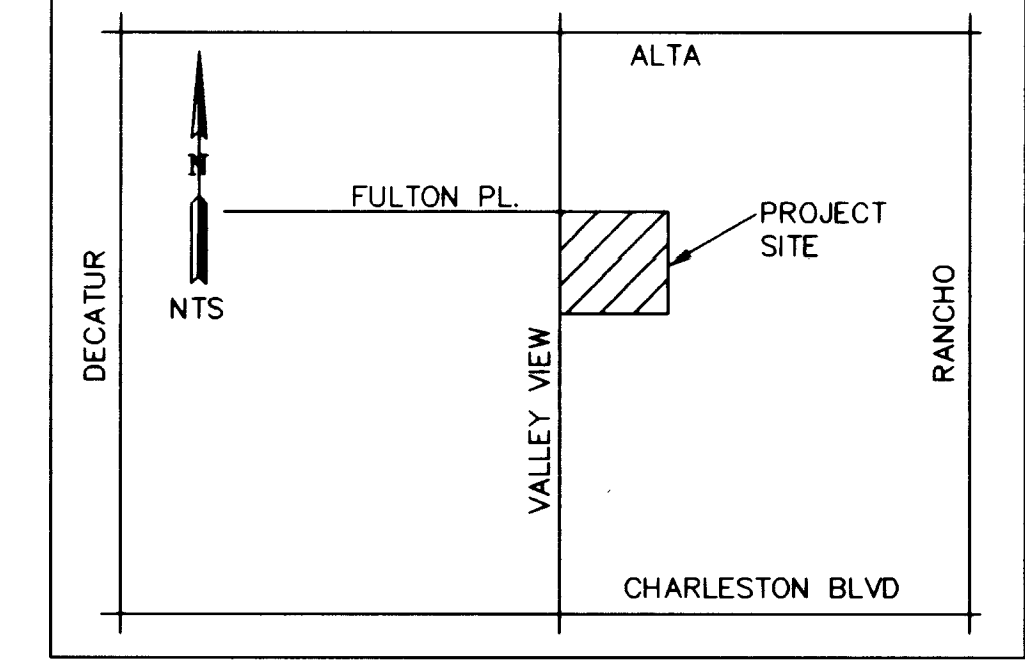 ALTA
N
FULTON PL.
PROJECT
SITE
NTS
DECATUR
VALLEY VIEW
RANCHO
CHARLESTON BLVD